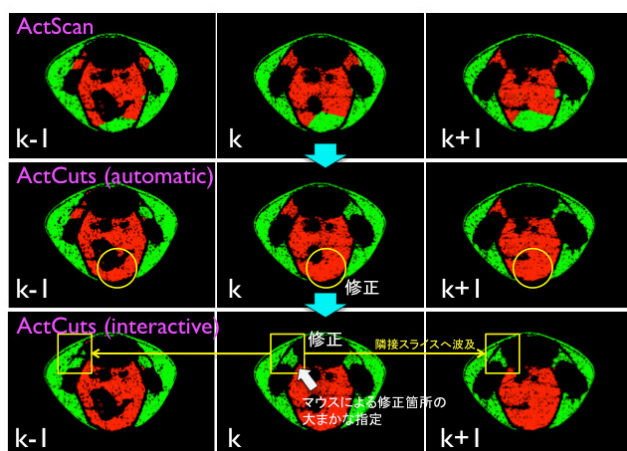 ActScan
k-1
k
k+1
ActCuts (automatic)
k-1
k
修正
k+1
ActCuts (interactive)
修正
隣接スライスへ波及
マウスによる修正箇所の
大まかな指定
k-1
k
k+1